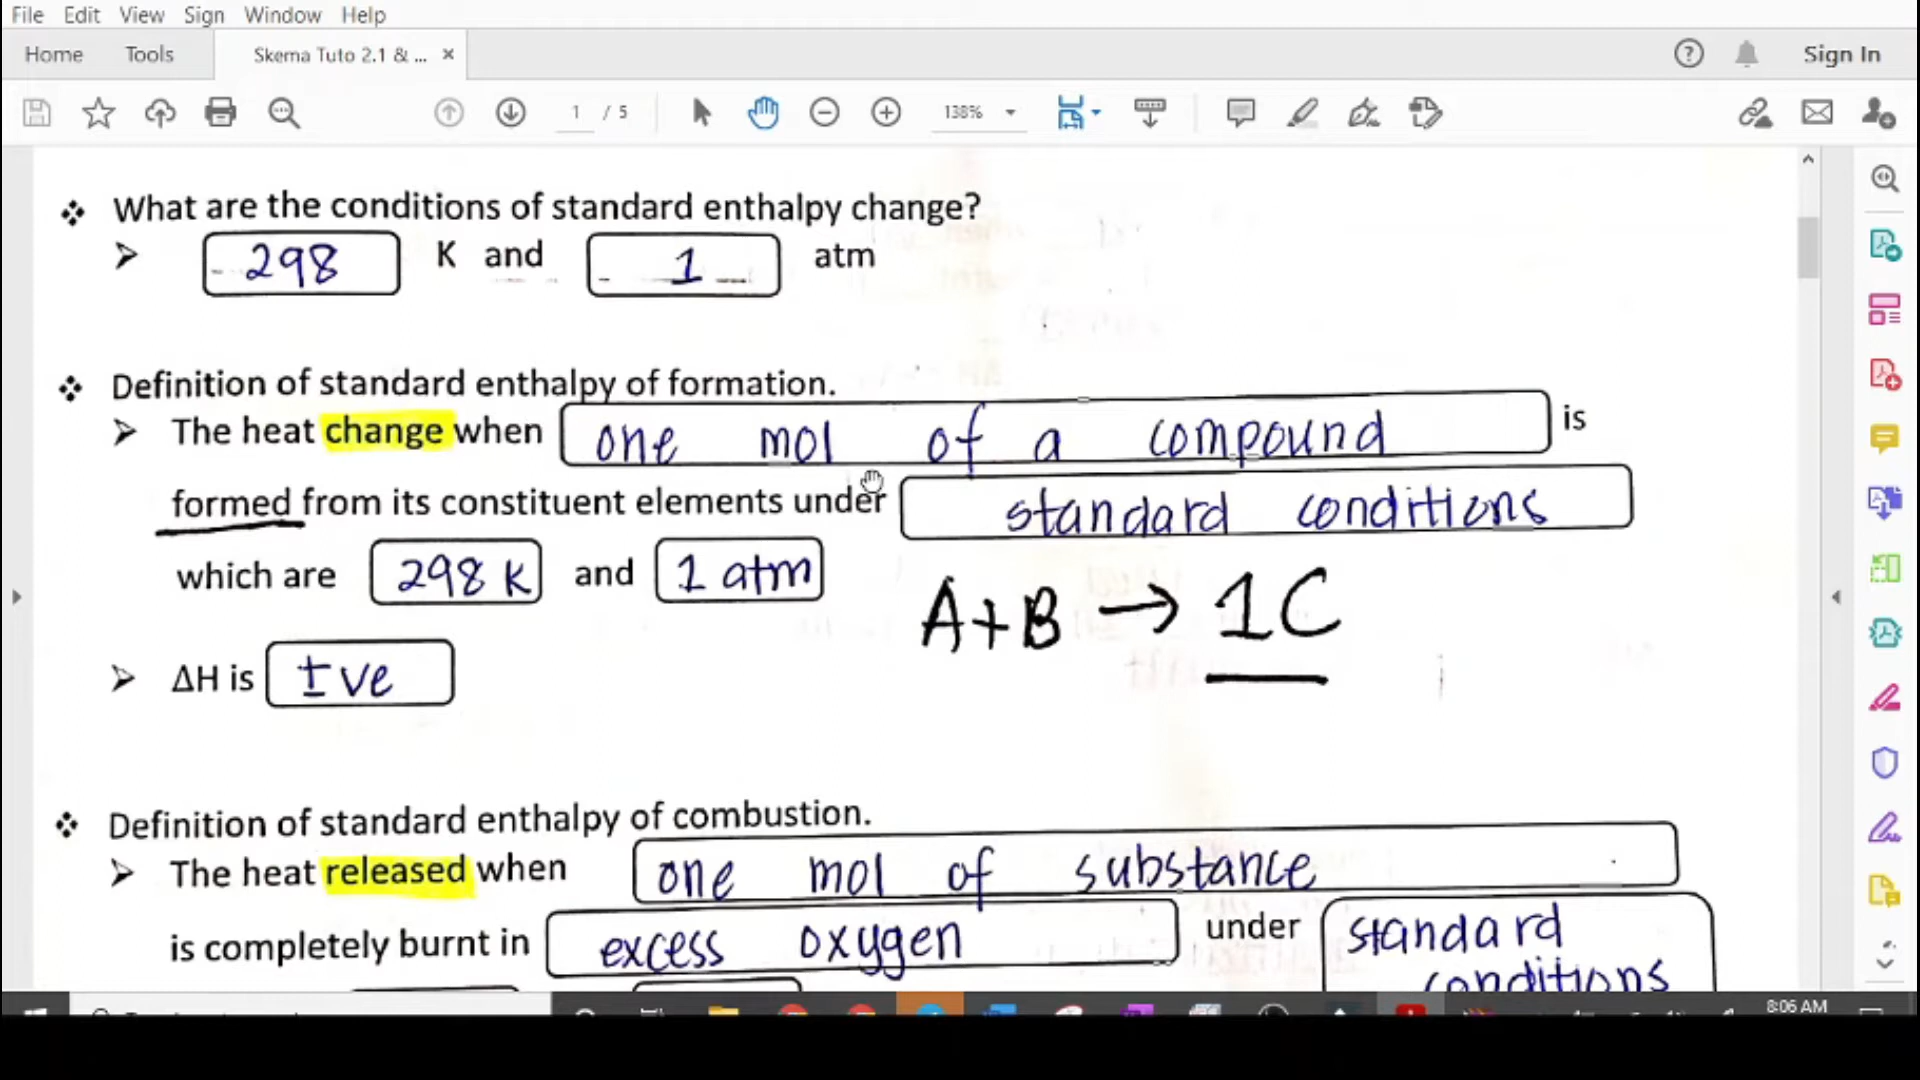 File Edit View Sign Window Help
Home Tools Skema Tuto 2.1 & ... × Sign In
1 / 5 138%
❖ What are the conditions of standard enthalpy change?
➤ 298 K and 1 atm
❖ Definition of standard enthalpy of formation.
➤ The heat change when one mol of a compound is
formed from its constituent elements under standard conditions
which are 298 K and 1 atm
A+B → 1C
➤ ΔH is ±ve
❖ Definition of standard enthalpy of combustion.
➤ The heat released when one mol of substance
is completely burnt in excess oxygen under standard
conditions
8:06 AM